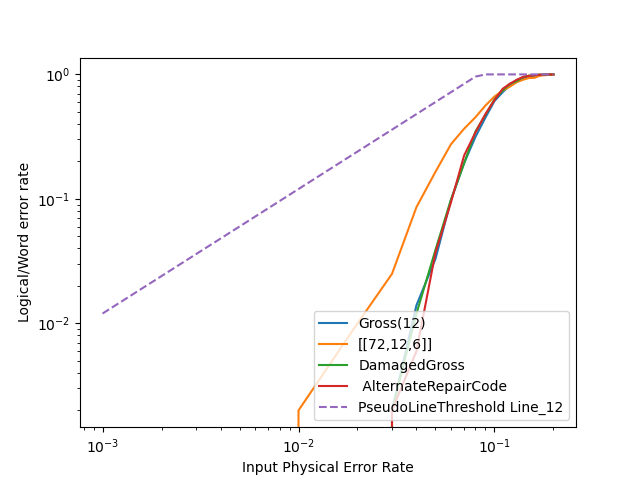 10⁰
10⁻¹
10⁻²
Logical/Word error rate
Gross(12)
[[72,12,6]]
DamagedGross
AlternateRepairCode
PseudoLineThreshold Line_12
10⁻³ 10⁻² 10⁻¹
Input Physical Error Rate